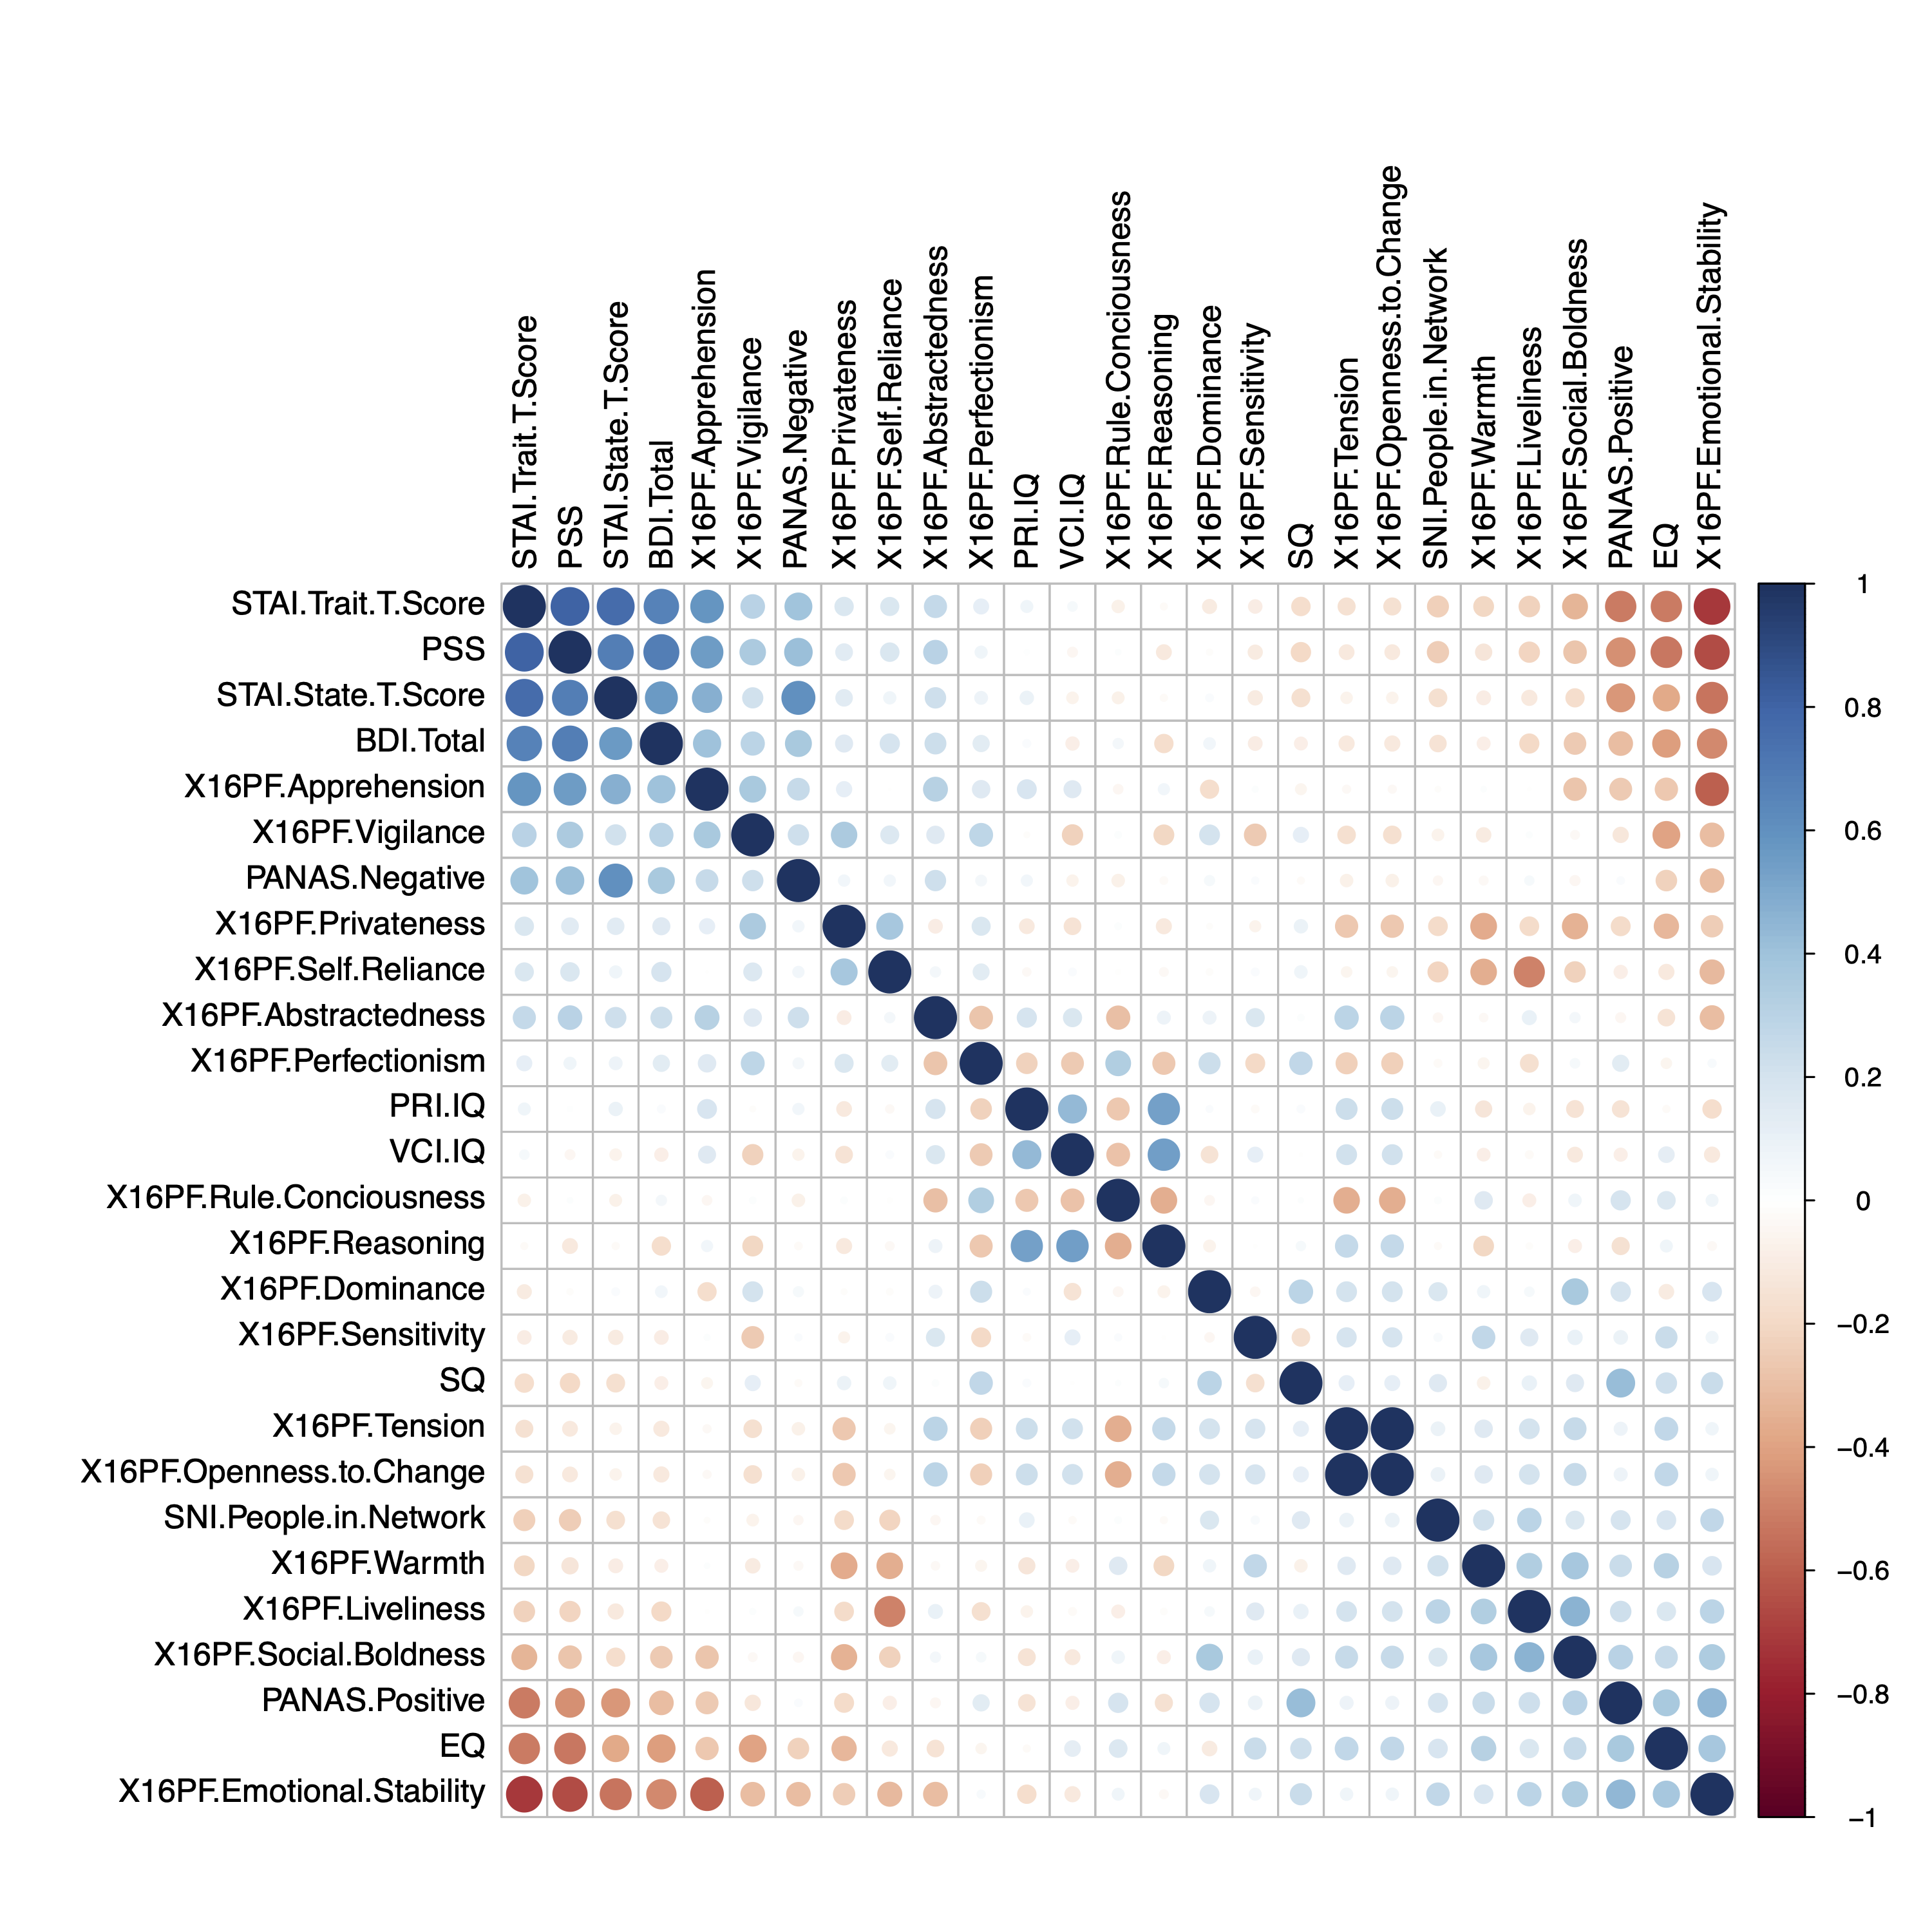 STAI.Trait.T.Score
PSS
STAI.State.T.Score
BDI.Total
X16PF.Apprehension
X16PF.Vigilance
PANAS.Negative
X16PF.Privateness
X16PF.Self.Reliance
X16PF.Abstractedness
X16PF.Perfectionism
PRI.IQ
VCI.IQ
X16PF.Rule.Conciousness
X16PF.Reasoning
X16PF.Dominance
X16PF.Sensitivity
SQ
X16PF.Tension
X16PF.Openness.to.Change
SNI.People.in.Network
X16PF.Warmth
X16PF.Liveliness
X16PF.Social.Boldness
PANAS.Positive
EQ
X16PF.Emotional.Stability
STAI.Trait.T.Score
PSS
STAI.State.T.Score
BDI.Total
X16PF.Apprehension
X16PF.Vigilance
PANAS.Negative
X16PF.Privateness
X16PF.Self.Reliance
X16PF.Abstractedness
X16PF.Perfectionism
PRI.IQ
VCI.IQ
X16PF.Rule.Conciousness
X16PF.Reasoning
X16PF.Dominance
X16PF.Sensitivity
SQ
X16PF.Tension
X16PF.Openness.to.Change
SNI.People.in.Network
X16PF.Warmth
X16PF.Liveliness
X16PF.Social.Boldness
PANAS.Positive
EQ
X16PF.Emotional.Stability
1
0.8
0.6
0.4
0.2
0
−0.2
−0.4
−0.6
−0.8
−1